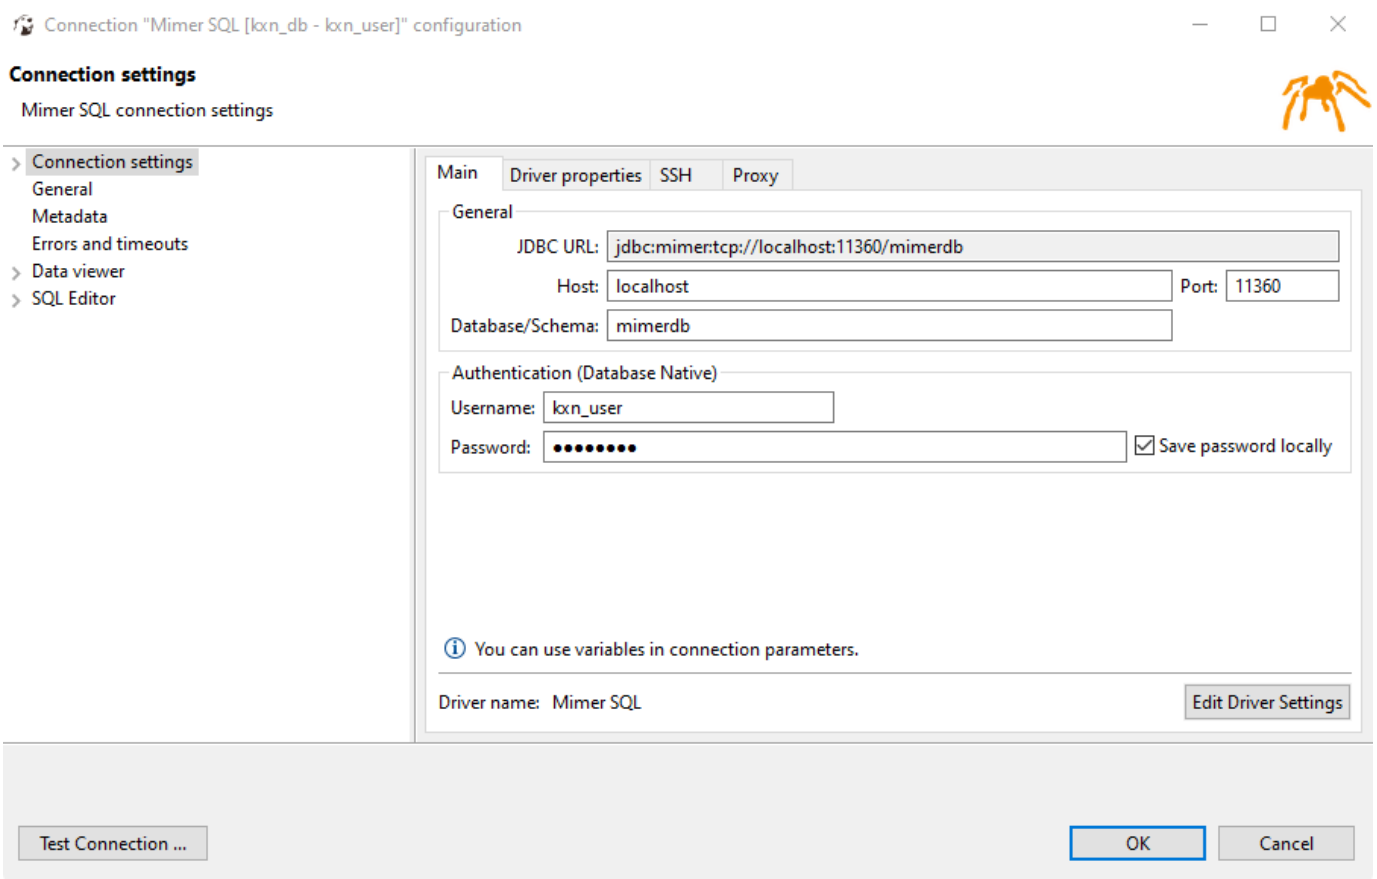 Connection "Mimer SQL [kxn_db - kxn_user]" configuration
Connection settings
Mimer SQL connection settings
Connection settings
General
Metadata
Errors and timeouts
Data viewer
SQL Editor
Main Driver properties SSH Proxy
General
JDBC URL: jdbc:mimer:tcp://localhost:11360/mimerdb
Host: localhost Port: 11360
Database/Schema: mimerdb
Authentication (Database Native)
Username: kxn_user
Password: ●●●●●●●● Save password locally
You can use variables in connection parameters.
Driver name: Mimer SQL Edit Driver Settings
Test Connection ... OK Cancel